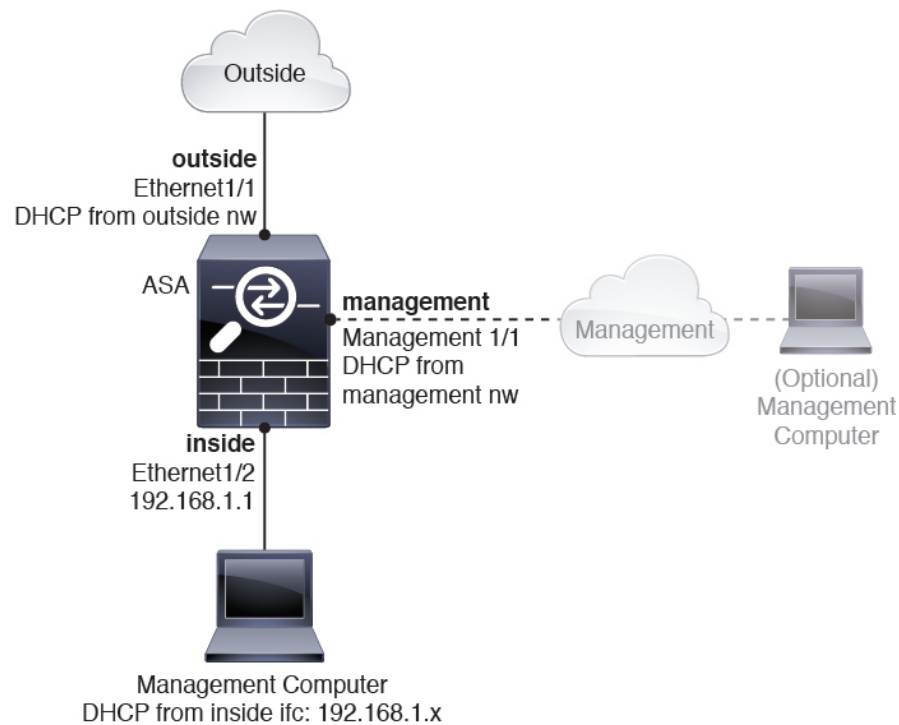 Outside
outside
Ethernet1/1
DHCP from outside nw
ASA
management
Management 1/1
DHCP from
management nw
Management
(Optional)
Management
Computer
inside
Ethernet1/2
192.168.1.1
Management Computer
DHCP from inside ifc: 192.168.1.x